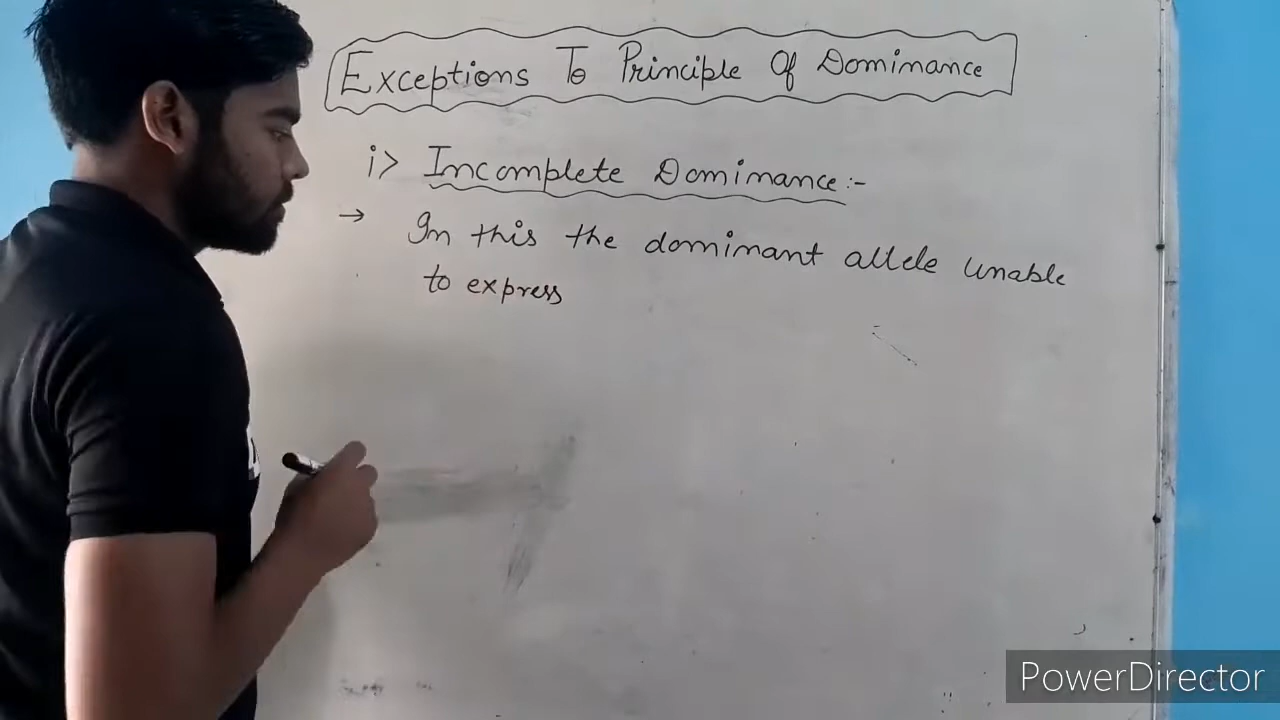 Exceptions To Principle Of Dominance
i> Incomplete Dominance:-
→ In this the dominant allele unable
to express
PowerDirector